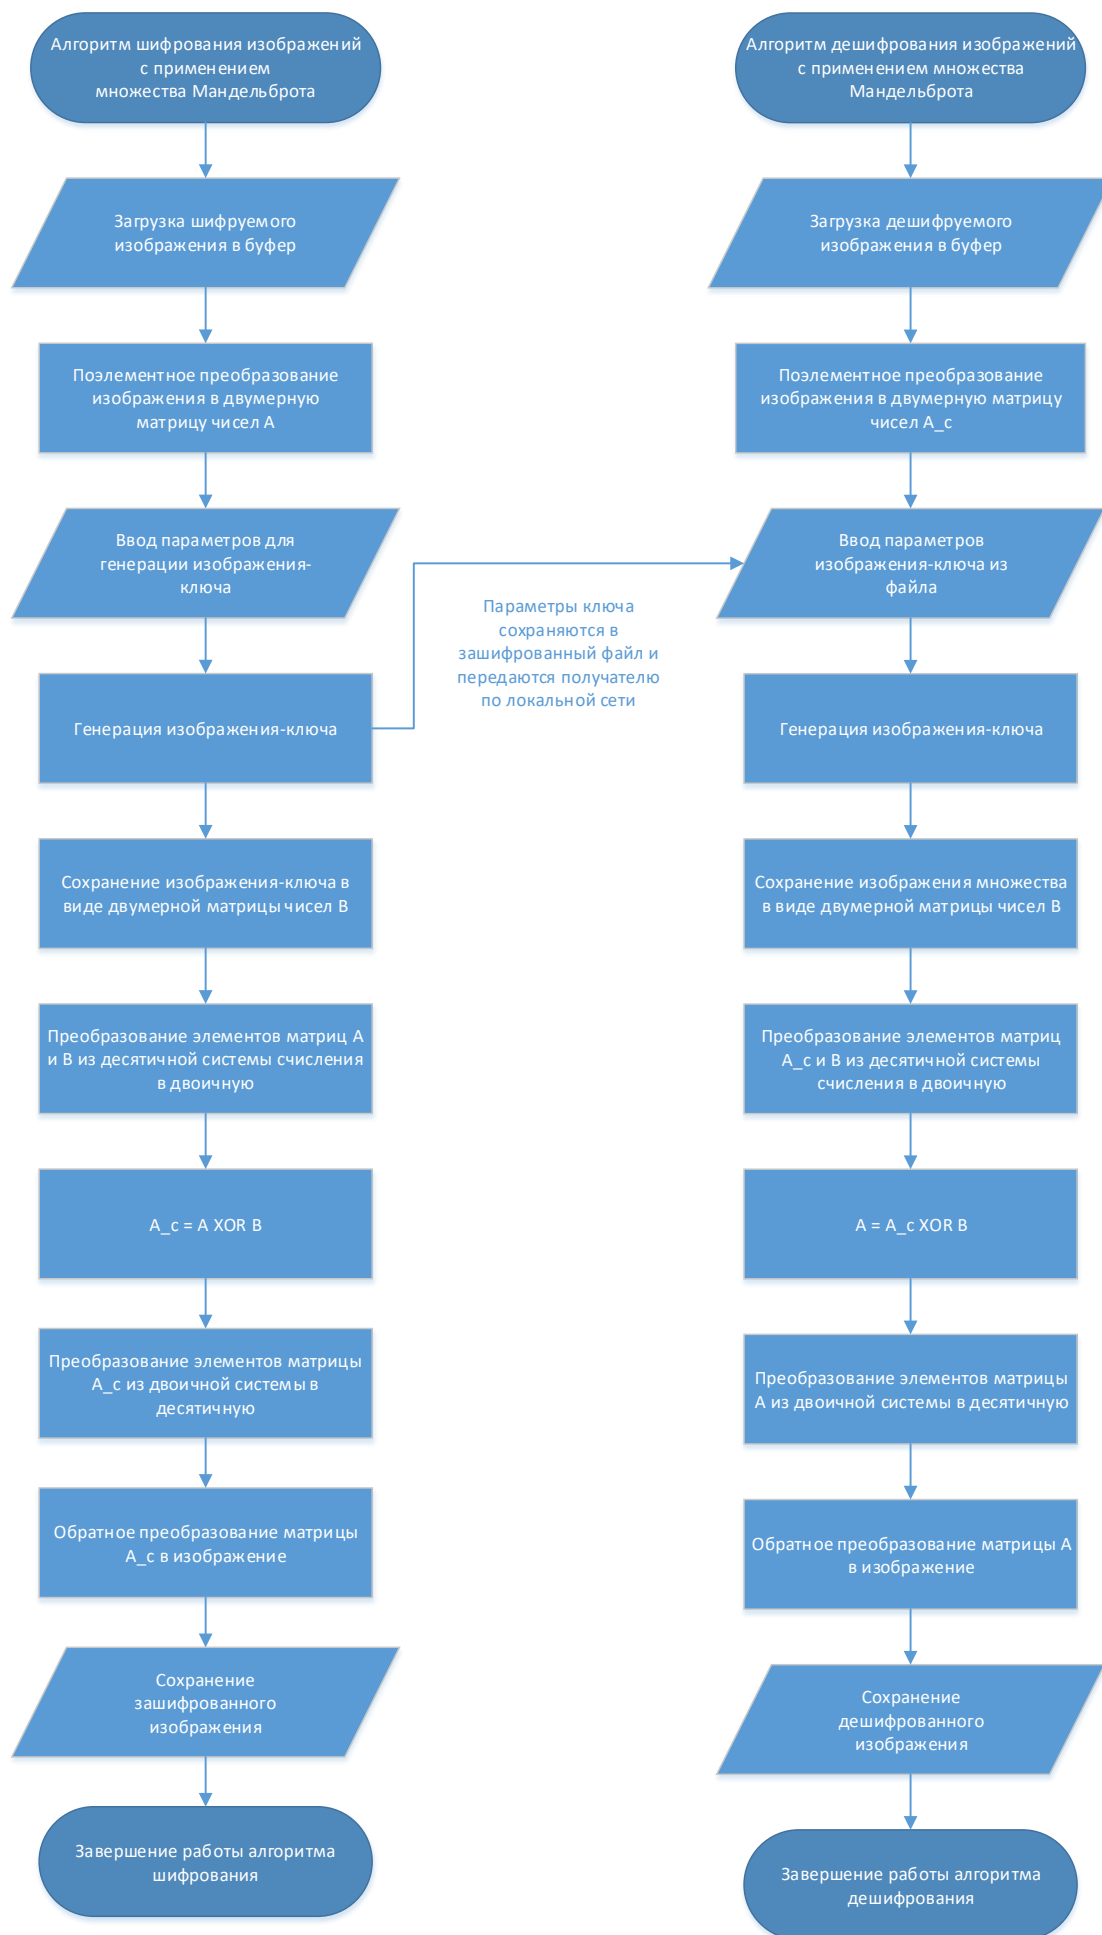 Алгоритм шифрования изображений
с применением
множества Мандельброта
Загрузка шифруемого
изображения в буфер
Поэлементное преобразование
изображения в двумерную
матрицу чисел А
Ввод параметров для
генерации изображения-
ключа
Генерация изображения-ключа
Сохранение изображения-ключа в
виде двумерной матрицы чисел В
Преобразование элементов матриц А
и В из десятичной системы счисления
в двоичную
A_c = A XOR B
Преобразование элементов матрицы
A_c из двоичной системы в
десятичную
Обратное преобразование матрицы
A_c в изображение
Сохранение
зашифрованного
изображения
Завершение работы алгоритма
шифрования
Параметры ключа
сохраняются в
зашифрованный файл и
передаются получателю
по локальной сети
Алгоритм дешифрования изображений
с применением множества
Мандельброта
Загрузка дешифруемого
изображения в буфер
Поэлементное преобразование
изображения в двумерную матрицу
чисел A_c
Ввод параметров
изображения-ключа из
файла
Генерация изображения-ключа
Сохранение изображения множества
в виде двумерной матрицы чисел В
Преобразование элементов матриц
A_c и В из десятичной системы
счисления в двоичную
A = A_c XOR B
Преобразование элементов матрицы
А из двоичной системы в десятичную
Обратное преобразование матрицы А
в изображение
Сохранение
дешифрованного
изображения
Завершение работы алгоритма
дешифрования